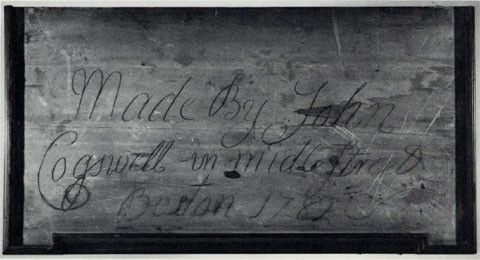 Made By John
Cogswell in midle Street
Boston 1782